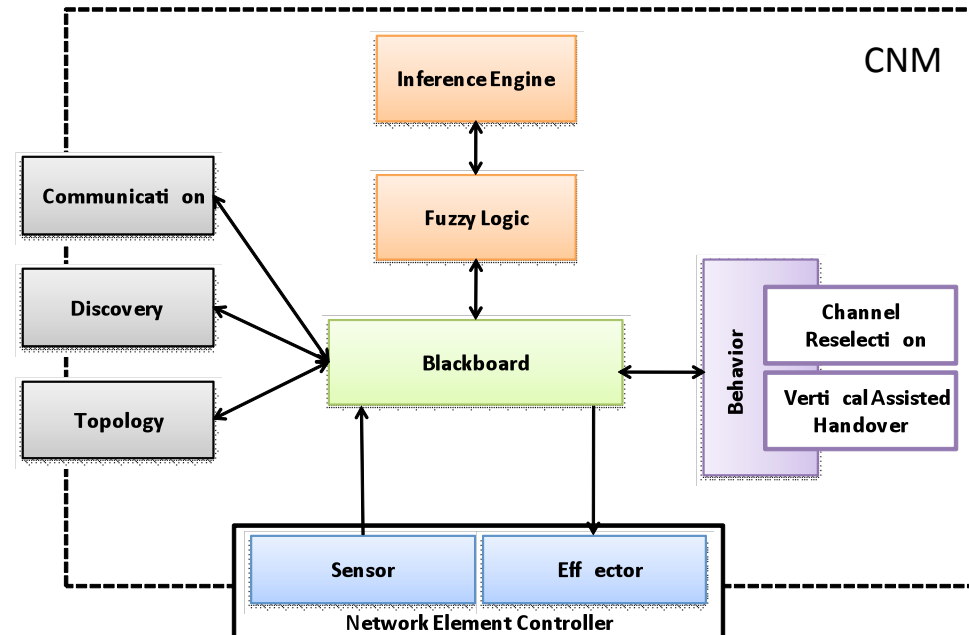 CNM
Inference Engine
Communicati on
Fuzzy Logic
Discovery
Channel
Reselecti on
Blackboard
Behavior
Topology
Verti cal Assisted
Handover
Sensor
Eff ector
Network Element Controller